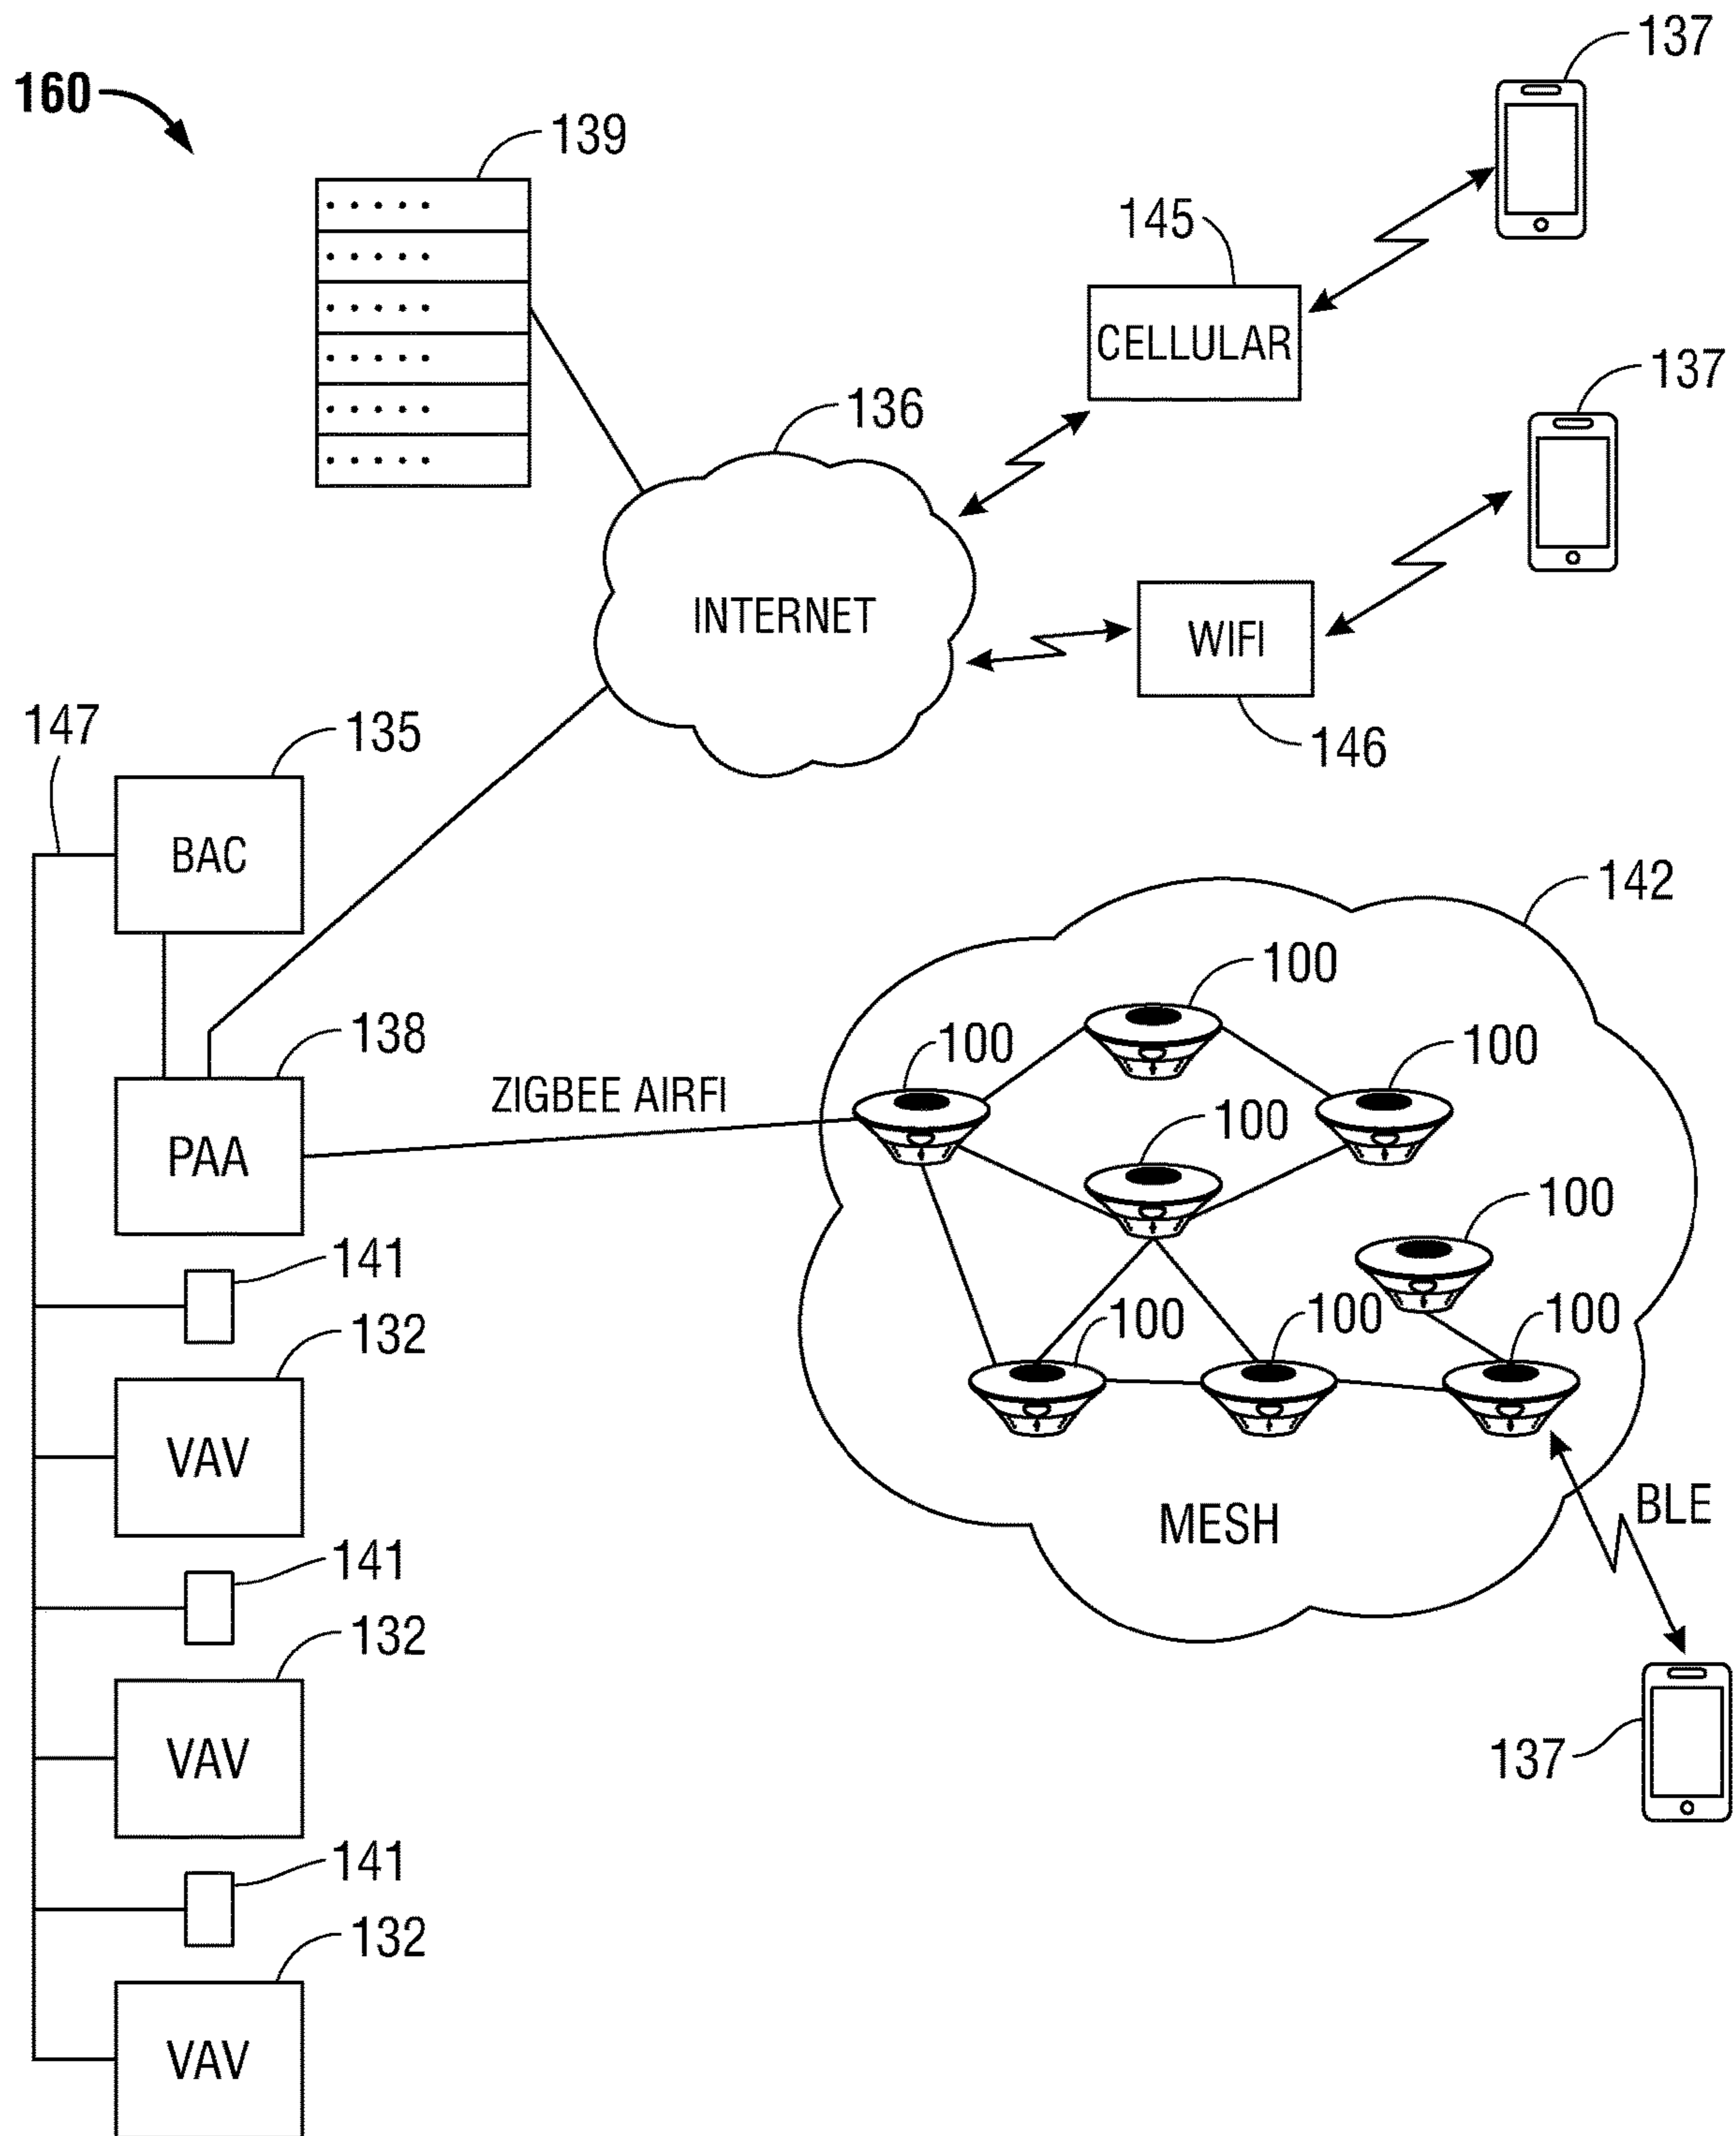 137
160
139
145
CELLULAR
137
136
INTERNET
WIFI
146
147
135
BAC
142
100
138
100
100
ZIGBEE AIRFI
100
PAA
100
141
132
100
100
100
VAV
BLE
MESH
141
132
VAV
137
141
132
VAV